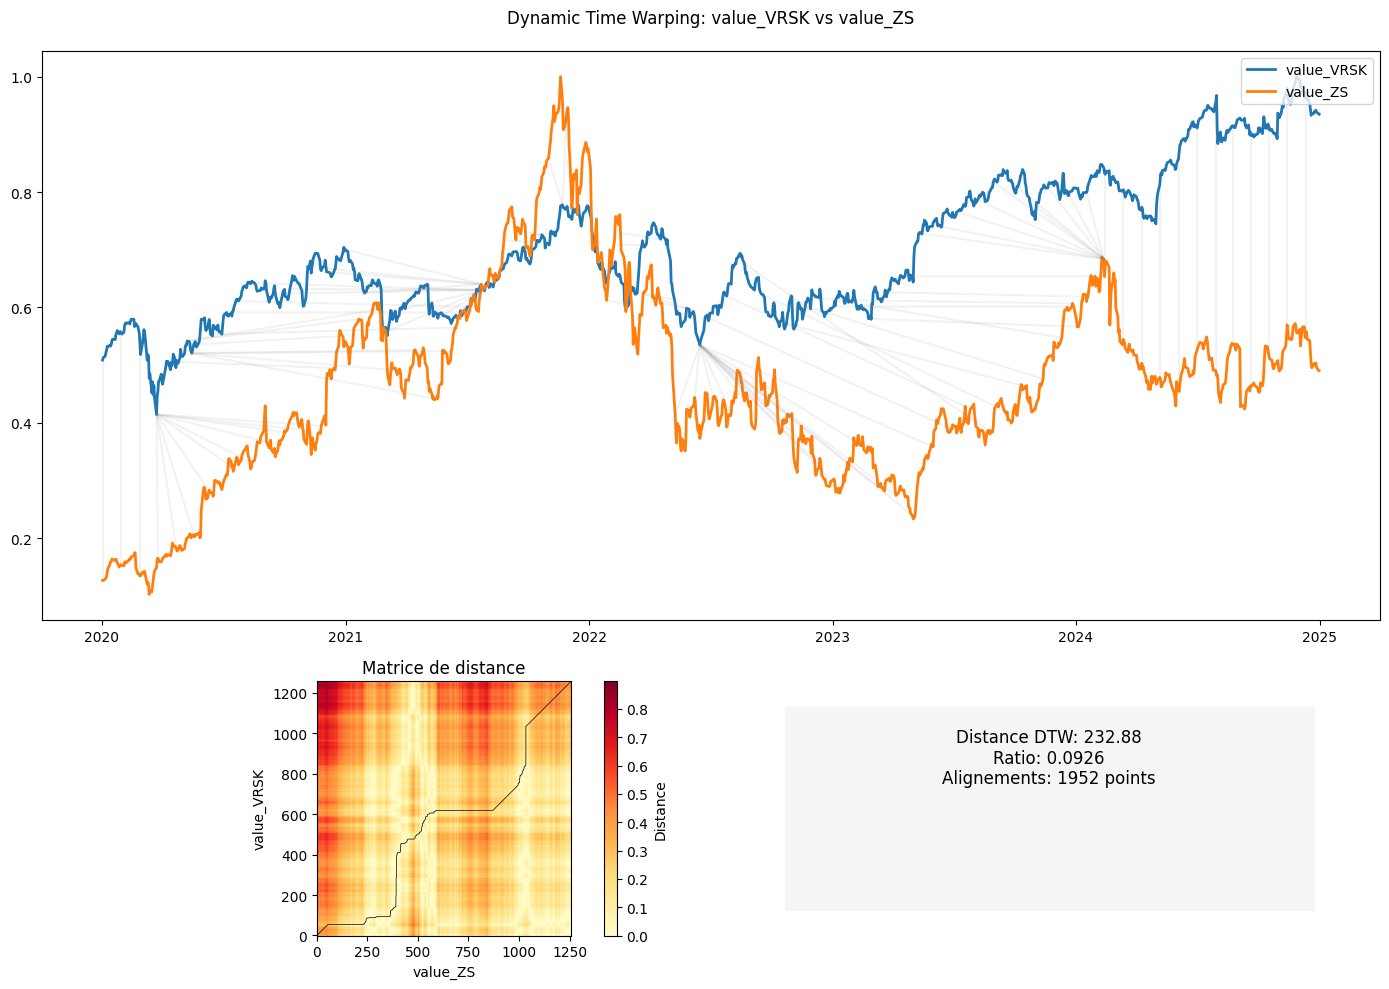 Dynamic Time Warping: value_VRSK vs value_ZS
1.0
0.8
0.6
0.4
0.2
value_VRSK
value_ZS
2020 2021 2022 2023 2024 2025
Matrice de distance
1200
1000
800
600
400
200
0
value_VRSK
0 250 500 750 1000 1250
value_ZS
0.8
0.7
0.6
0.5
0.4
0.3
0.2
0.1
0.0
Distance
Distance DTW: 232.88
Ratio: 0.0926
Alignements: 1952 points